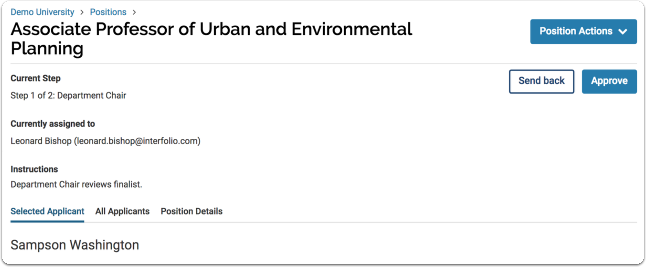 Demo University > Positions >
Associate Professor of Urban and Environmental
Planning
Position Actions
Current Step
Send back
Approve
Step 1 of 2: Department Chair
Currently assigned to
Leonard Bishop (leonard.bishop@interfolio.com)
Instructions
Department Chair reviews finalist.
Selected Applicant All Applicants Position Details
Sampson Washington